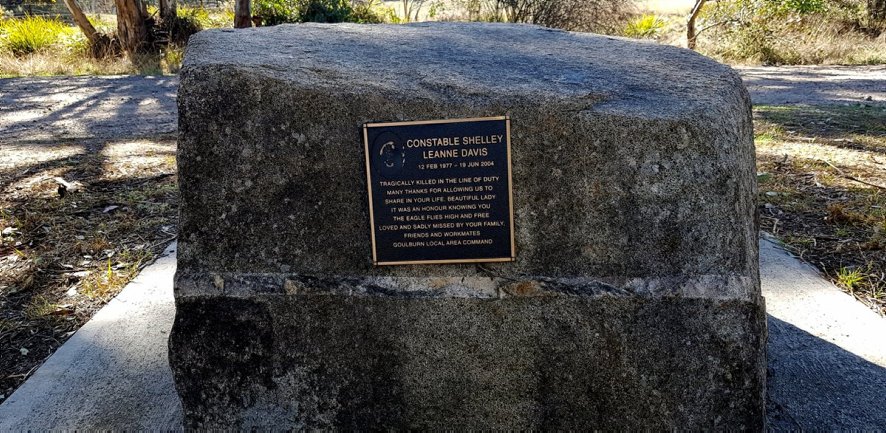 CONSTABLE SHELLEY
LEANNE DAVIS
12 FEB 1977 – 19 JUN 2004
TRAGICALLY KILLED IN THE LINE OF DUTY
MANY THANKS FOR ALLOWING US TO
SHARE IN YOUR LIFE. BEAUTIFUL LADY
IT WAS AN HONOUR KNOWING YOU
THE EAGLE FLIES HIGH AND FREE
LOVED AND SADLY MISSED BY YOUR FAMILY,
FRIENDS AND WORKMATES
GOULBURN LOCAL AREA COMMAND